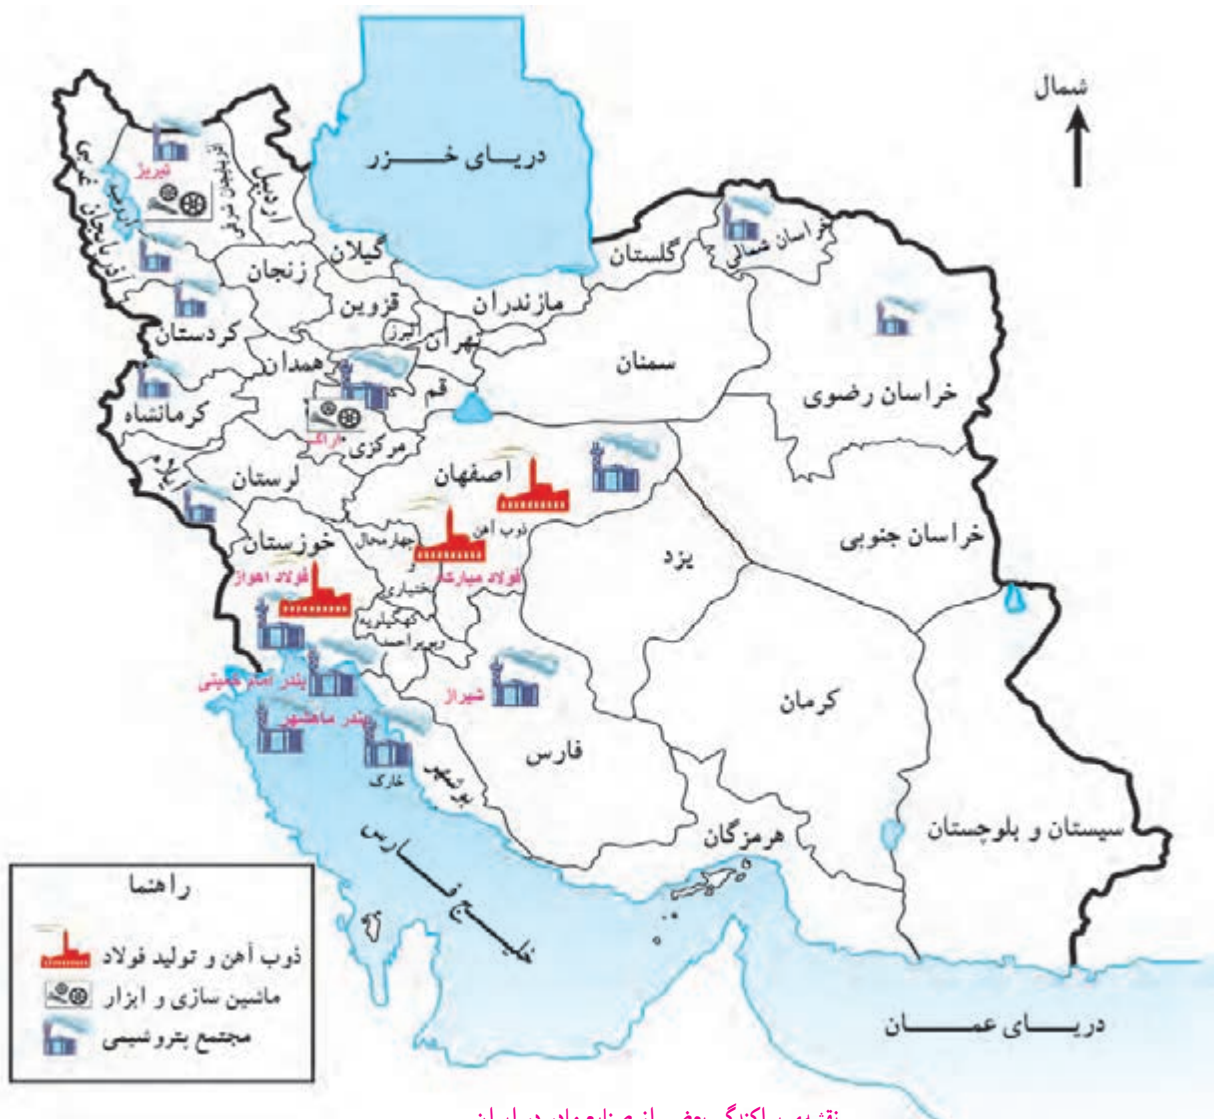 شمال
دریای خزر
آذربایجان غربی
ارومیه
تبریز
آذربایجان شرقی
اردبیل
گیلان
زنجان
قزوین
البرز
تهران
مازندران
گلستان
خراسان شمالی
خراسان رضوی
سمنان
کردستان
همدان
قم
کرمانشاه
اراک
مرکزی
ایلام
لرستان
اصفهان
ذوب آهن
فولاد مبارکه
خوزستان
فولاد اهواز
چهارمحال
و
بختیاری
کهگیلویه
وبویراحمد
یزد
خراسان جنوبی
بندر امام خمینی
بندر ماهشهر
خارک
بوشهر
شیراز
فارس
کرمان
سیستان و بلوچستان
هرمزگان
خلیج فارس
دریای عمان
راهنما
ذوب آهن و تولید فولاد
ماشین سازی و ابزار
مجتمع پتروشیمی